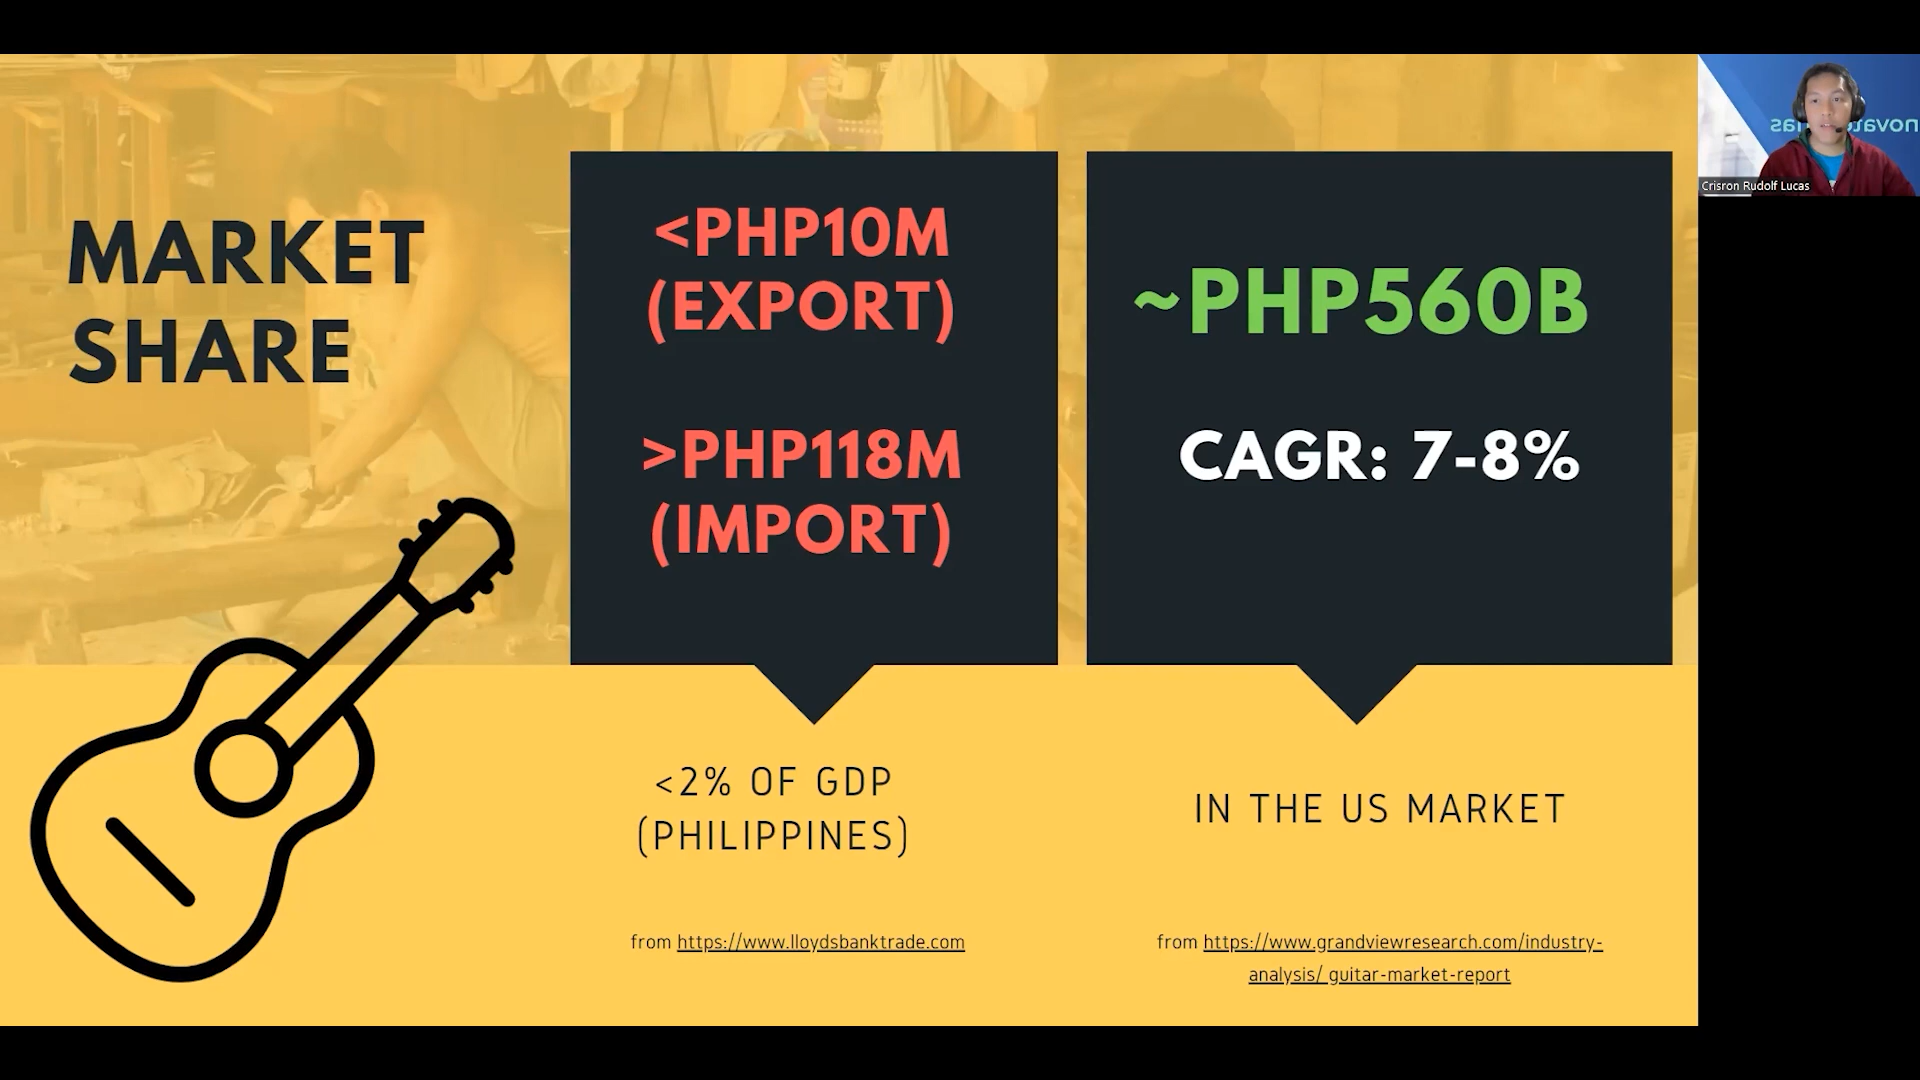 MARKET
SHARE
<PHP10M
(EXPORT)
>PHP118M
(IMPORT)
<2% OF GDP
(PHILIPPINES)
from https://www.lloydsbanktrade.com
~PHP560B
CAGR: 7-8%
IN THE US MARKET
from https://www.grandviewresearch.com/industry-
analysis/ guitar-market-report
Crisron Rudolf Lucas